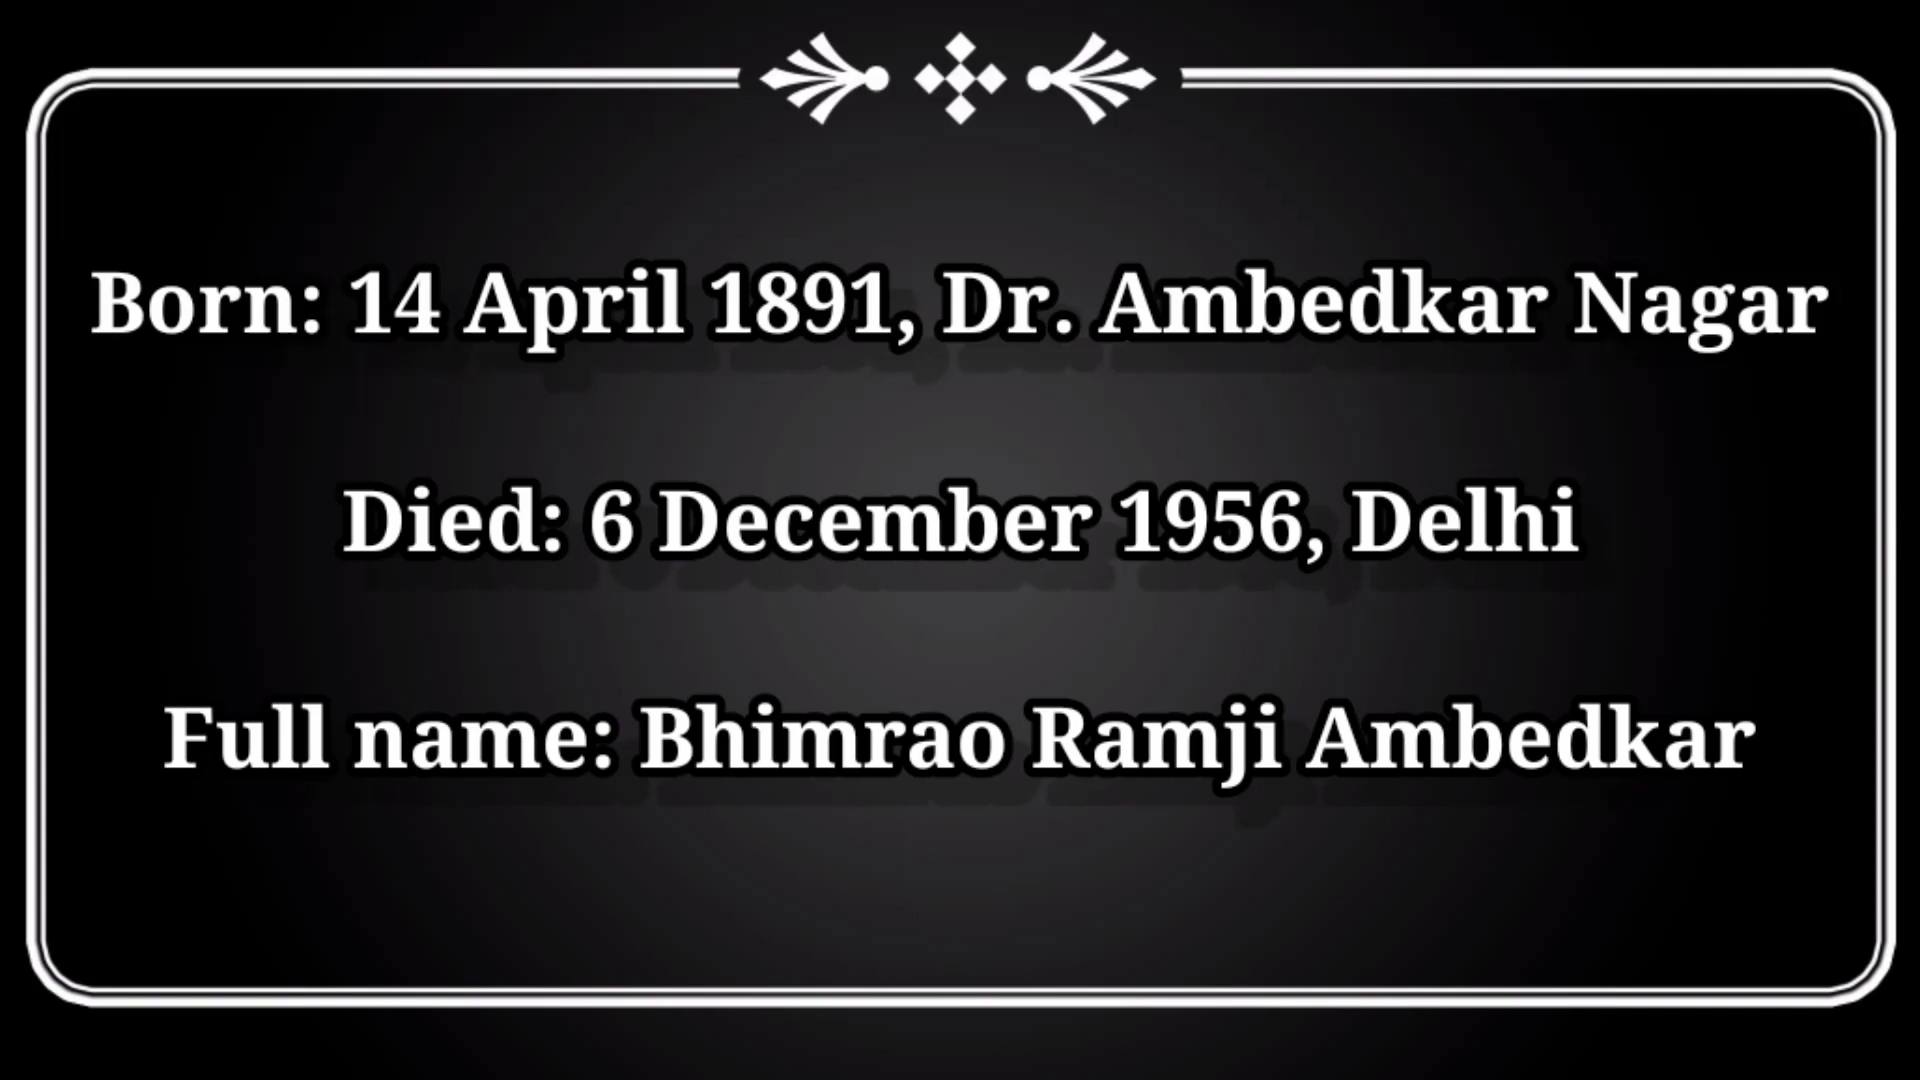 Born: 14 April 1891, Dr. Ambedkar Nagar
Died: 6 December 1956, Delhi
Full name: Bhimrao Ramji Ambedkar